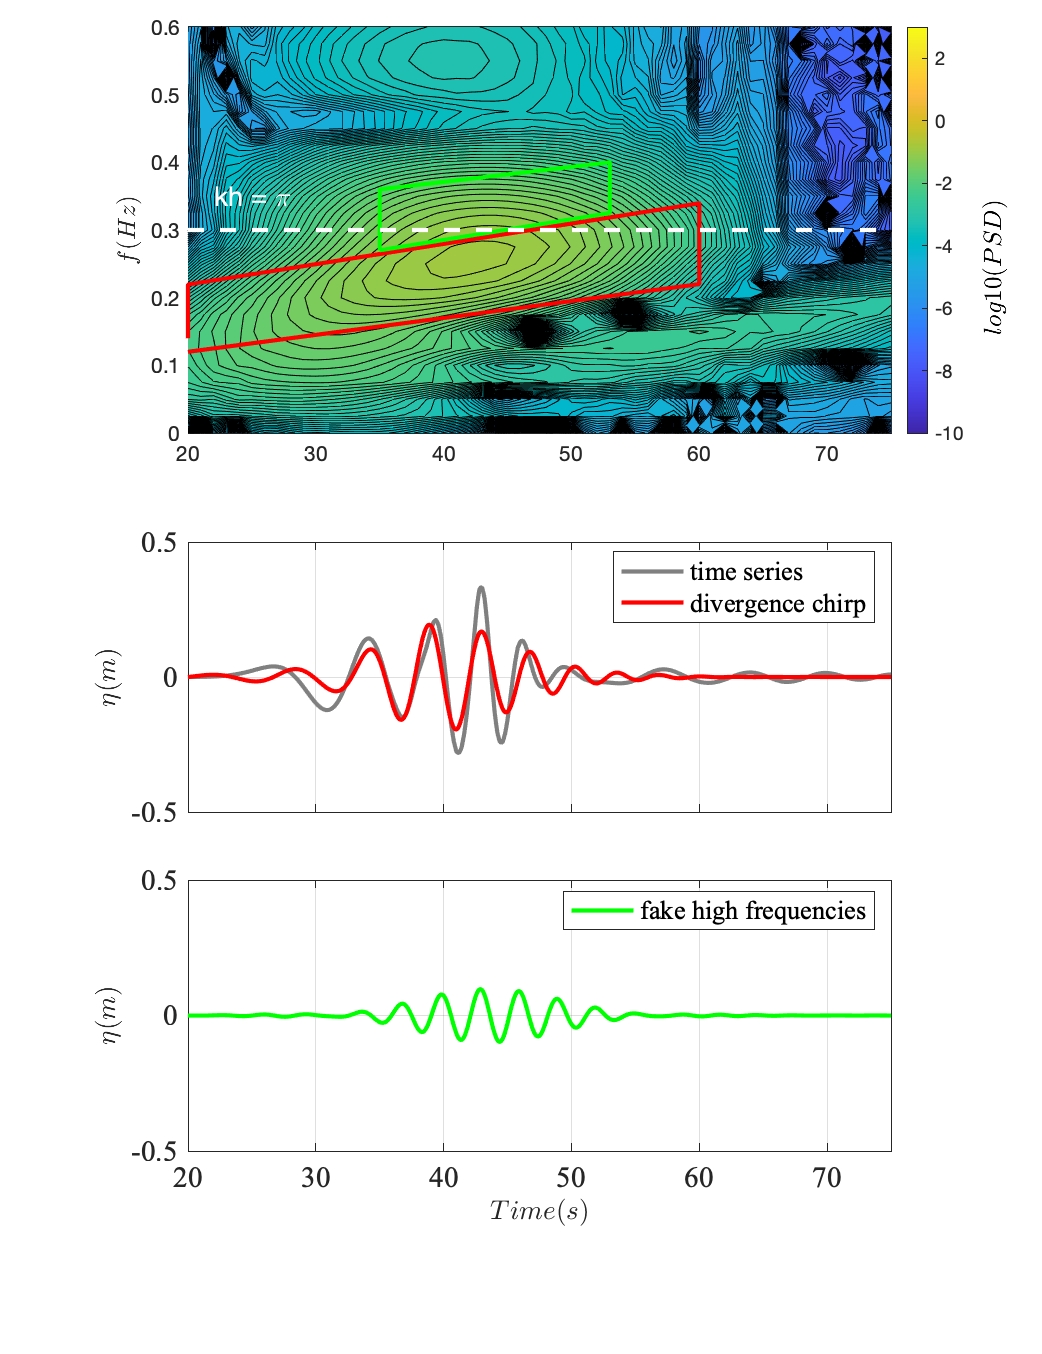 0.6
0.5
0.4
0.3
0.2
0.1
0
f(Hz)
kh = π
20 30 40 50 60 70
2
0
-2
-4
-6
-8
-10
log10(PSD)
0.5
0
-0.5
η(m)
time series
divergence chirp
0.5
0
-0.5
η(m)
fake high frequencies
20 30 40 50 60 70
Time(s)